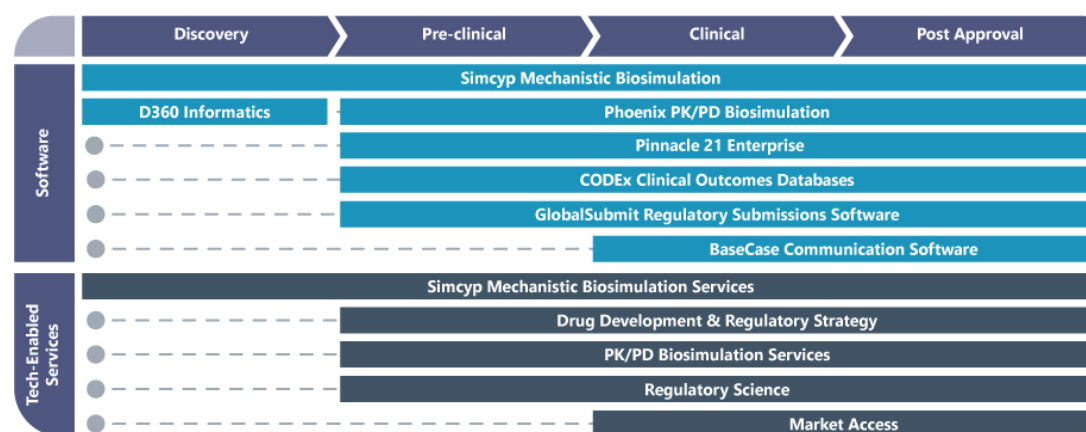 Discovery
Pre-clinical
Clinical
Post Approval
Software
Simcyp Mechanistic Biosimulation
D360 Informatics
Phoenix PK/PD Biosimulation
Pinnacle 21 Enterprise
CODEx Clinical Outcomes Databases
GlobalSubmit Regulatory Submissions Software
BaseCase Communication Software
Tech-Enabled
Services
Simcyp Mechanistic Biosimulation Services
Drug Development & Regulatory Strategy
PK/PD Biosimulation Services
Regulatory Science
Market Access